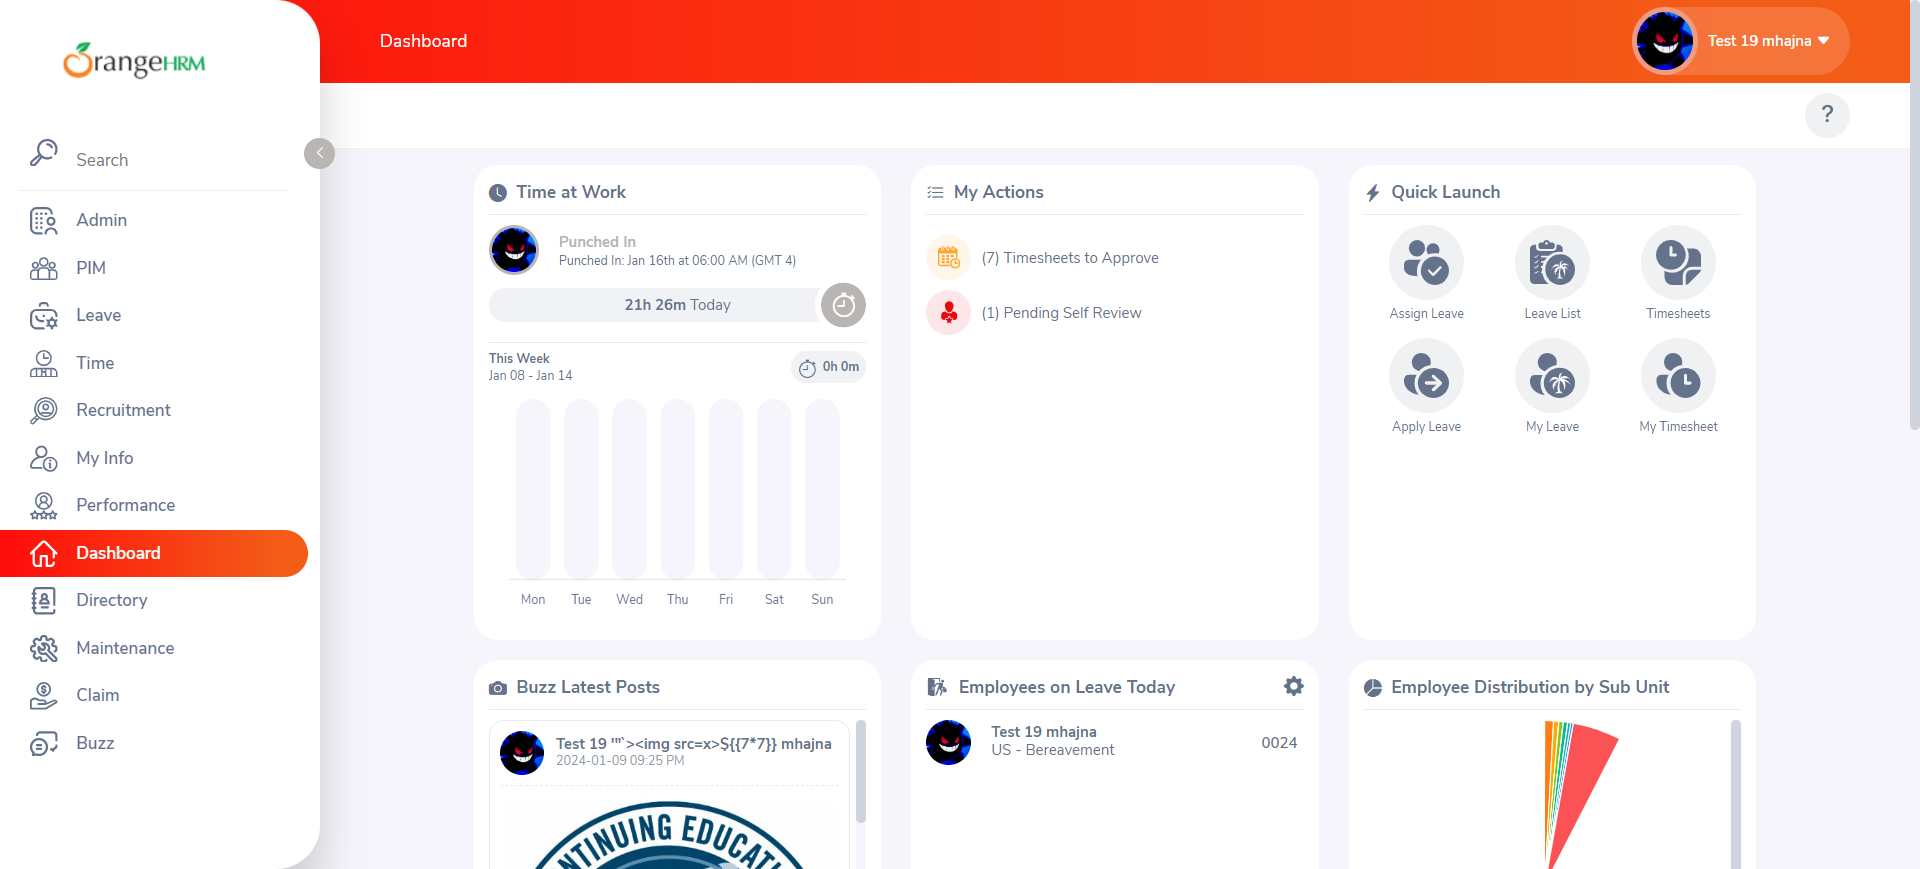 OrangeHRM
Search
Admin
PIM
Leave
Time
Recruitment
My Info
Performance
Dashboard
Directory
Maintenance
Claim
Buzz
Dashboard
Test 19 mhajna
?
Time at Work
Punched In
Punched In: Jan 16th at 06:00 AM (GMT 4)
21h 26m Today
This Week
Jan 08 - Jan 14
0h 0m
Mon Tue Wed Thu Fri Sat Sun
My Actions
(7) Timesheets to Approve
(1) Pending Self Review
Quick Launch
Assign Leave
Leave List
Timesheets
Apply Leave
My Leave
My Timesheet
Buzz Latest Posts
Test 19 '"`><img src=x>${{7*7}} mhajna
2024-01-09 09:25 PM
Employees on Leave Today
Test 19 mhajna
US - Bereavement
0024
Employee Distribution by Sub Unit